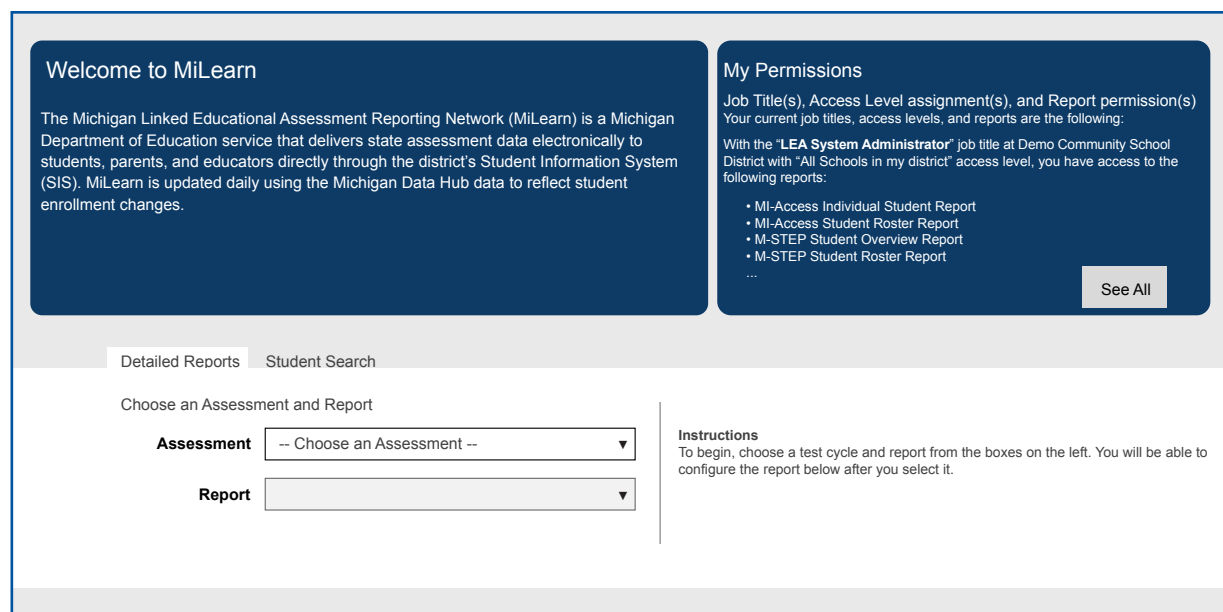 Welcome to MiLearn
The Michigan Linked Educational Assessment Reporting Network (MiLearn) is a Michigan
Department of Education service that delivers state assessment data electronically to
students, parents, and educators directly through the district's Student Information System
(SIS). MiLearn is updated daily using the Michigan Data Hub data to reflect student
enrollment changes.
My Permissions
Job Title(s), Access Level assignment(s), and Report permission(s)
Your current job titles, access levels, and reports are the following:
With the “LEA System Administrator” job title at Demo Community School
District with “All Schools in my district” access level, you have access to the
following reports:
• MI-Access Individual Student Report
• MI-Access Student Roster Report
• M-STEP Student Overview Report
• M-STEP Student Roster Report
...
See All
Detailed Reports Student Search
Choose an Assessment and Report
Assessment -- Choose an Assessment --
Report
Instructions
To begin, choose a test cycle and report from the boxes on the left. You will be able to
configure the report below after you select it.